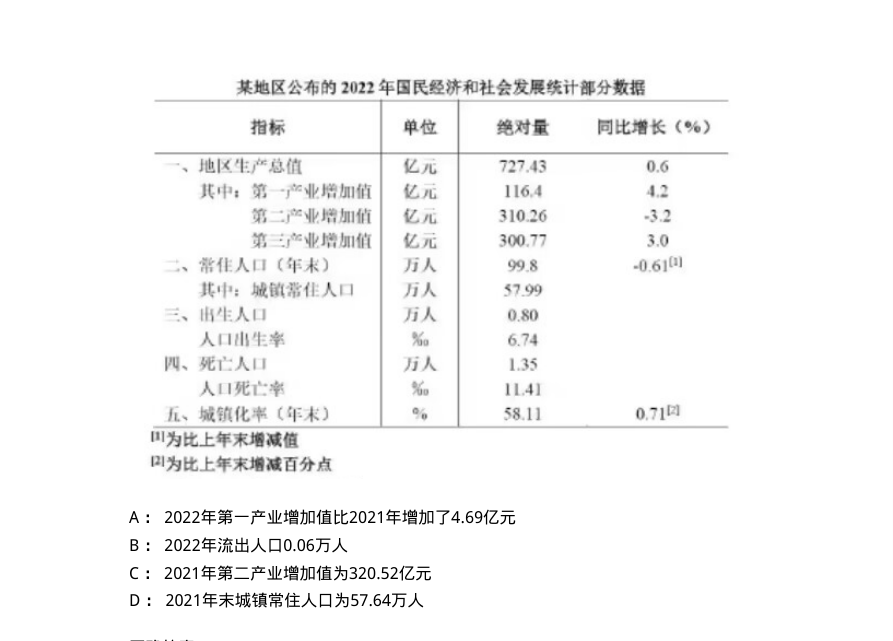 某地区公布的 2022 年国民经济和社会发展统计部分数据
指标 单位 绝对量 同比增长（%）
一、地区生产总值 亿元 727.43 0.6
其中：第一产业增加值 亿元 116.4 4.2
第二产业增加值 亿元 310.26 -3.2
第三产业增加值 亿元 300.77 3.0
二、常住人口（年末） 万人 99.8 -0.61[1]
其中：城镇常住人口 万人 57.99
三、出生人口 万人 0.80
人口出生率 ‰ 6.74
四、死亡人口 万人 1.35
人口死亡率 ‰ 11.41
五、城镇化率（年末） % 58.11 0.71[2]
[1]为比上年末增减值
[2]为比上年末增减百分点
A： 2022年第一产业增加值比2021年增加了4.69亿元
B： 2022年流出人口0.06万人
C： 2021年第二产业增加值为320.52亿元
D： 2021年末城镇常住人口为57.64万人